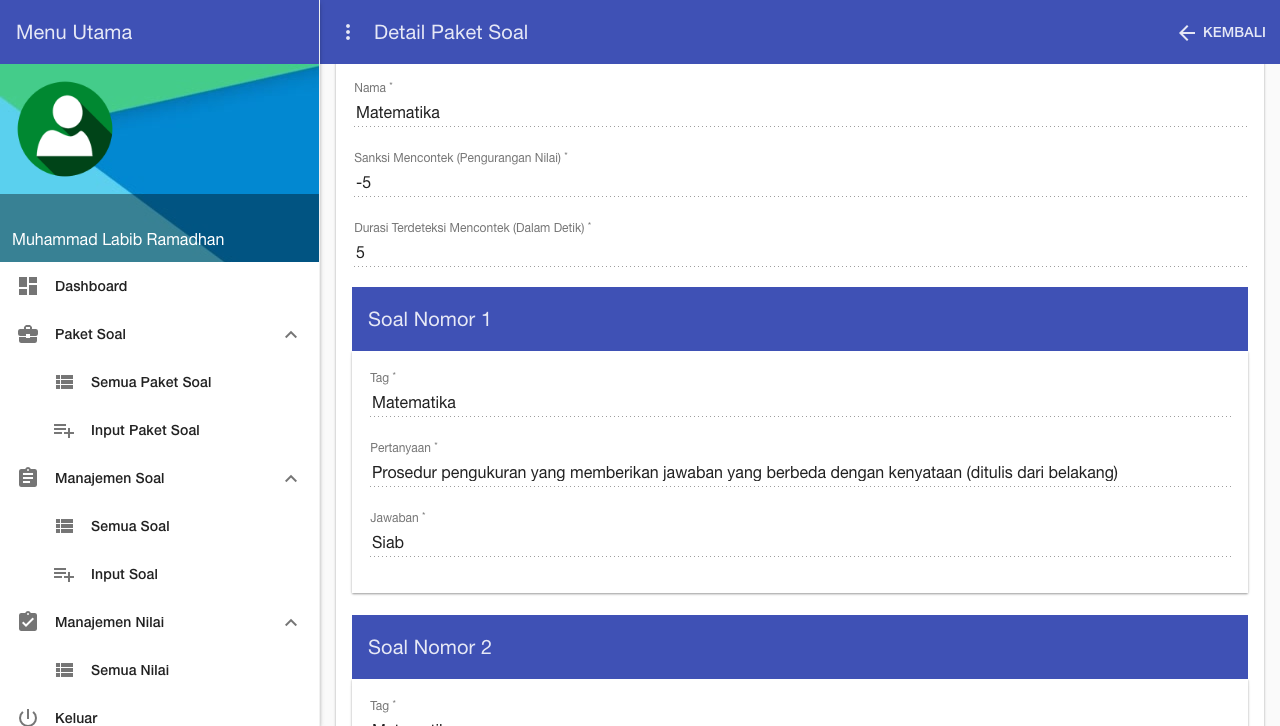 Menu Utama
Detail Paket Soal
KEMBALI
Muhammad Labib Ramadhan
Dashboard
Paket Soal
Semua Paket Soal
Input Paket Soal
Manajemen Soal
Semua Soal
Input Soal
Manajemen Nilai
Semua Nilai
Keluar
Nama *
Matematika
Sanksi Mencontek (Pengurangan Nilai) *
-5
Durasi Terdeteksi Mencontek (Dalam Detik) *
5
Soal Nomor 1
Tag *
Matematika
Pertanyaan *
Prosedur pengukuran yang memberikan jawaban yang berbeda dengan kenyataan (ditulis dari belakang)
Jawaban *
Siab
Soal Nomor 2
Tag *